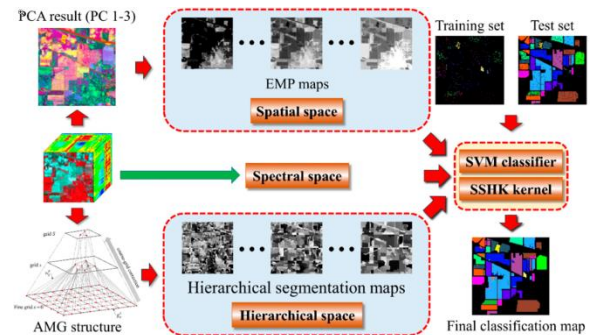 PCA result (PC 1-3)
Training set
Test set
EMP maps
Spatial space
SVM classifier
SSHK kernel
Spectral space
Hierarchical segmentation maps
Hierarchical space
AMG structure
Final classification map